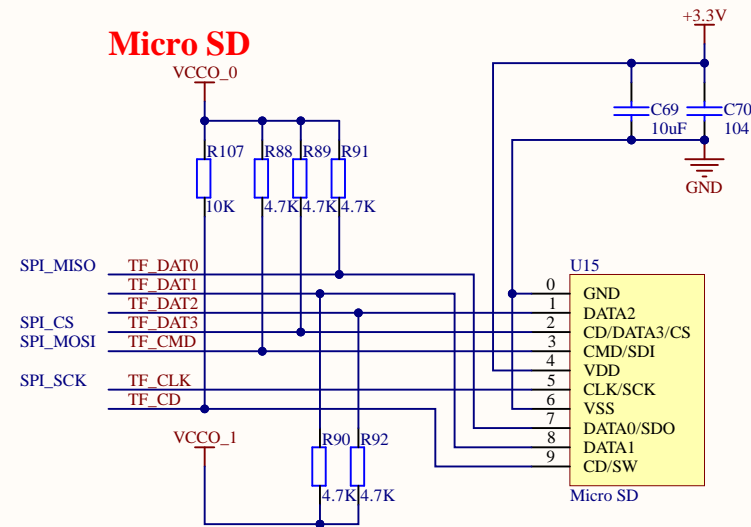 +3.3V
Micro SD
VCCO_0
C69 C70
10uF 104
R107 R88 R89 R91
GND
10K 4.7K 4.7K 4.7K
SPI_MISO TF_DAT0 U15
TF_DAT1 0 GND
TF_DAT2 1 DATA2
SPI_CS TF_DAT3 2 CD/DATA3/CS
SPI_MOSI TF_CMD 3 CMD/SDI
4 VDD
SPI_SCK TF_CLK 5 CLK/SCK
TF_CD 6 VSS
7 DATA0/SDO
VCCO_1 R90 R92 8 DATA1
9 CD/SW
4.7K 4.7K Micro SD